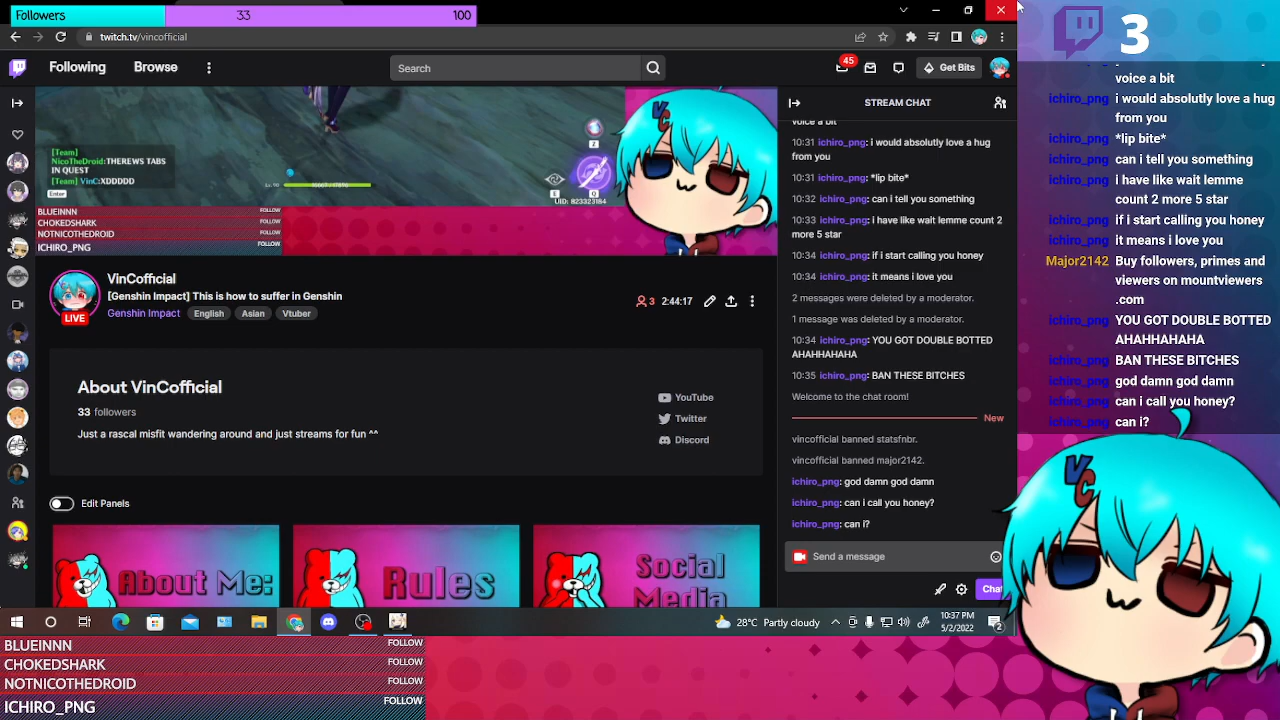 Followers 33 100
twitch.tv/vincofficial
3
Following Browse Search 45 Get Bits
[Team]
NicoTheDroid:THEREWS TABS
IN QUEST
[Team] VinC:XDDDDD
Enter
Z
E Q
UID: 823323184
BLUEINNN FOLLOW
CHOKEDSHARK FOLLOW
NOTNICOTHEDROID FOLLOW
ICHIRO_PNG FOLLOW
VC
VinCofficial
[Genshin Impact] This is how to suffer in Genshin
Genshin Impact English Asian Vtuber
LIVE
3 2:44:17
About VinCofficial
33 followers
Just a rascal misfit wandering around and just streams for fun ^^
YouTube
Twitter
Discord
Edit Panels
About Me:
Rules
Social
Media
STREAM CHAT
voice a bit
10:31 ichiro_png: i would absolutly love a hug
from you
10:31 ichiro_png: *lip bite*
10:32 ichiro_png: can i tell you something
10:33 ichiro_png: i have like wait lemme count 2
more 5 star
10:34 ichiro_png: if i start calling you honey
10:34 ichiro_png: it means i love you
2 messages were deleted by a moderator.
1 message was deleted by a moderator.
10:34 ichiro_png: YOU GOT DOUBLE BOTTED
AHAHHAHAHA
10:35 ichiro_png: BAN THESE BITCHES
Welcome to the chat room!
New
vincofficial banned statsfnbr.
vincofficial banned major2142.
ichiro_png: god damn god damn
ichiro_png: can i call you honey?
ichiro_png: can i?
Send a message
Chat
voice a bit
ichiro_png i would absolutly love a hug
from you
ichiro_png *lip bite*
ichiro_png can i tell you something
ichiro_png i have like wait lemme
count 2 more 5 star
ichiro_png if i start calling you honey
ichiro_png it means i love you
Major2142 Buy followers, primes and
viewers on mountviewers
.com
ichiro_png YOU GOT DOUBLE BOTTED
AHAHHAHAHA
ichiro_png BAN THESE BITCHES
ichiro_png god damn god damn
ichiro_png can i call you honey?
ichiro_png can i?
VC
28°C Partly cloudy
10:37 PM
5/2/2022
2
BLUEINNN FOLLOW
CHOKEDSHARK FOLLOW
NOTNICOTHEDROID FOLLOW
ICHIRO_PNG FOLLOW